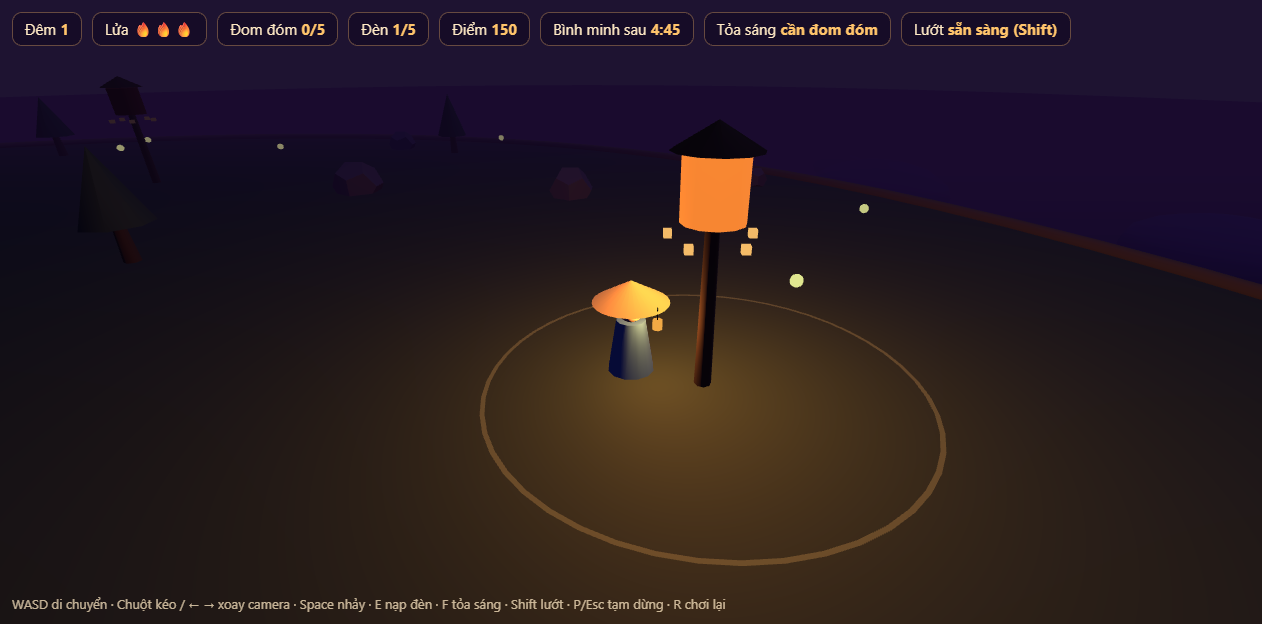 Đêm 1 Lửa 🔥🔥🔥 Đom đóm 0/5 Đèn 1/5 Điểm 150 Bình minh sau 4:45 Tỏa sáng cần đom đóm Lướt sẵn sàng (Shift)
WASD di chuyển · Chuột kéo / ← → xoay camera · Space nhảy · E nạp đèn · F tỏa sáng · Shift lướt · P/Esc tạm dừng · R chơi lại